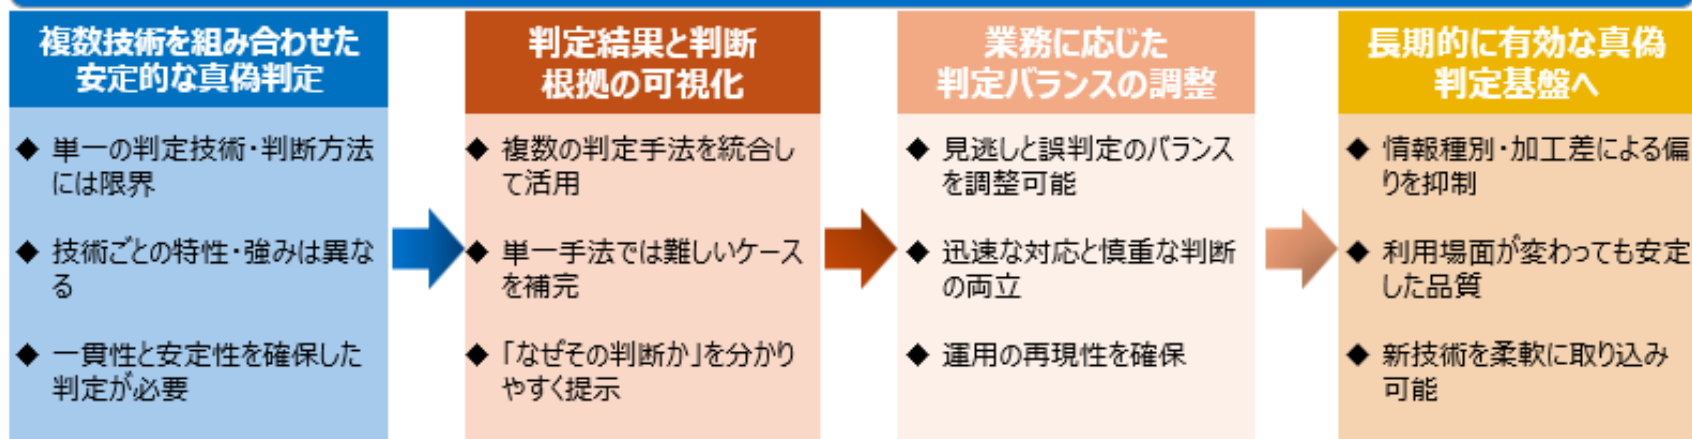 複数技術を組み合わせた
安定的な真偽判定
◆ 単一の判定技術・判断方法
には限界
◆ 技術ごとの特性・強みは異な
る
◆ 一貫性と安定性を確保した
判定が必要
判定結果と判断
根拠の可視化
◆ 複数の判定手法を統合し
て活用
◆ 単一手法では難しいケース
を補完
◆ 「なぜその判断か」を分かり
やすく提示
業務に応じた
判定バランスの調整
◆ 見逃しと誤判定のバランス
を調整可能
◆ 迅速な対応と慎重な判断
の両立
◆ 運用の再現性を確保
長期的に有効な真偽
判定基盤へ
◆ 情報種別・加工差による偏
りを抑制
◆ 利用場面が変わっても安定
した品質
◆ 新技術を柔軟に取り込み
可能